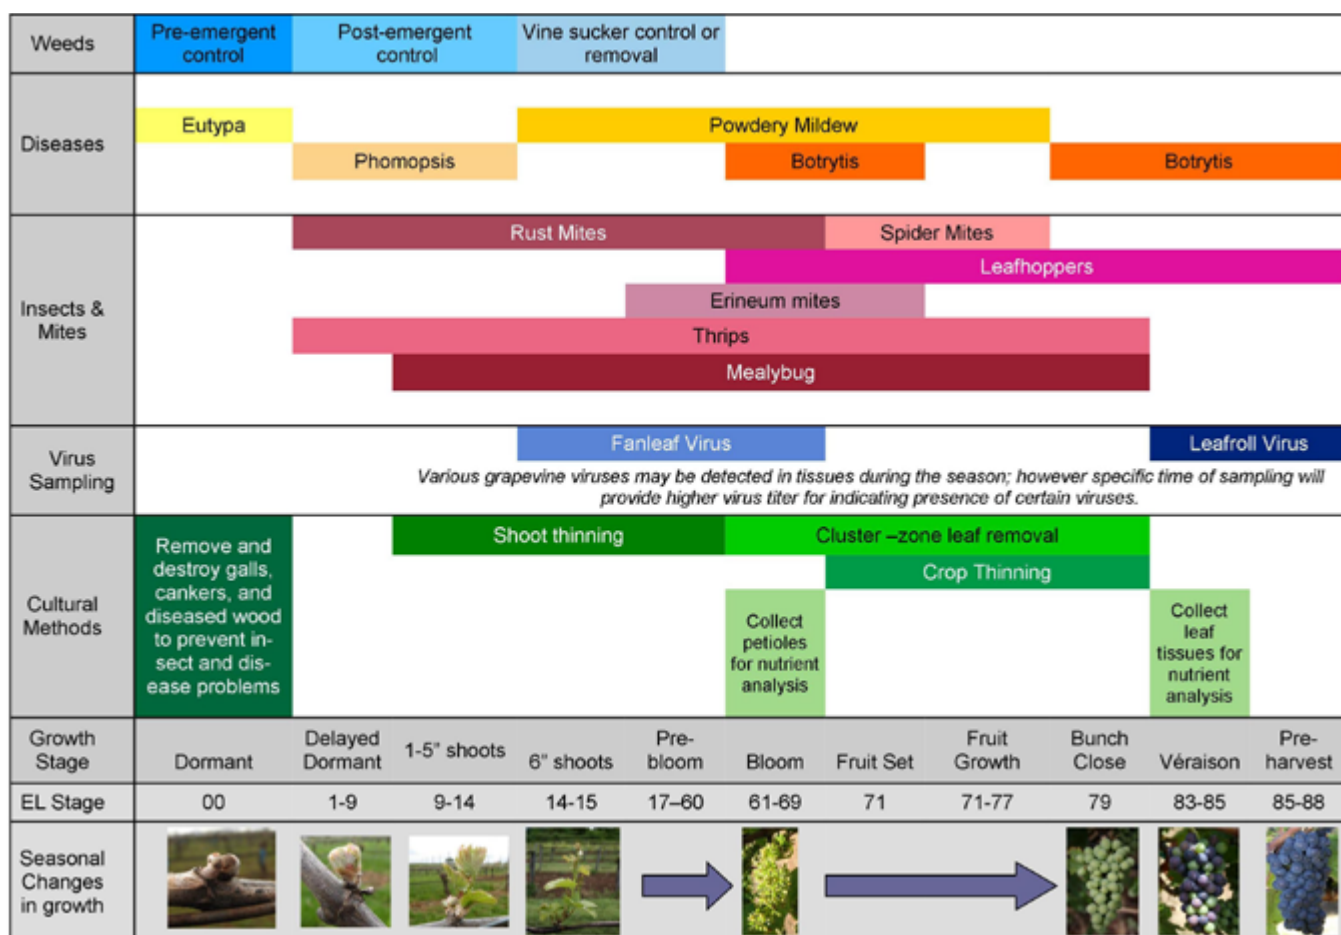 Weeds
Pre-emergent
control
Post-emergent
control
Vine sucker control or
removal
Diseases
Eutypa
Powdery Mildew
Phomopsis
Botrytis
Botrytis
Insects &
Mites
Rust Mites
Spider Mites
Leafhoppers
Erineum mites
Thrips
Mealybug
Virus
Sampling
Fanleaf Virus
Leafroll Virus
Various grapevine viruses may be detected in tissues during the season; however specific time of sampling will
provide higher virus titer for indicating presence of certain viruses.
Cultural
Methods
Remove and
destroy galls,
cankers, and
diseased wood
to prevent in-
sect and dis-
ease problems
Shoot thinning
Cluster –zone leaf removal
Crop Thinning
Collect
petioles
for nutrient
analysis
Collect
leaf
tissues for
nutrient
analysis
Growth
Stage
Dormant
Delayed
Dormant
1-5” shoots
6” shoots
Pre-
bloom
Bloom
Fruit Set
Fruit
Growth
Bunch
Close
Véraison
Pre-
harvest
EL Stage
00
1-9
9-14
14-15
17–60
61-69
71
71-77
79
83-85
85-88
Seasonal
Changes
in growth